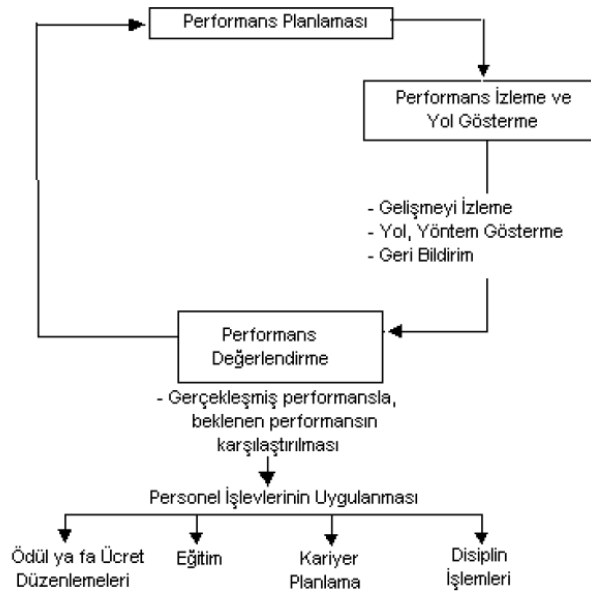 Performans Planlaması
Performans İzleme ve
Yol Gösterme
- Gelişmeyi İzleme
- Yol, Yöntem Gösterme
- Geri Bildirim
Performans
Değerlendirme
- Gerçekleşmiş performansla,
beklenen performansın
karşılaştırılması
Personel İşlevlerinin Uygulanması
Ödül ya fa Ücret
Düzenlemeleri
Eğitim
Kariyer
Planlama
Disiplin
İşlemleri